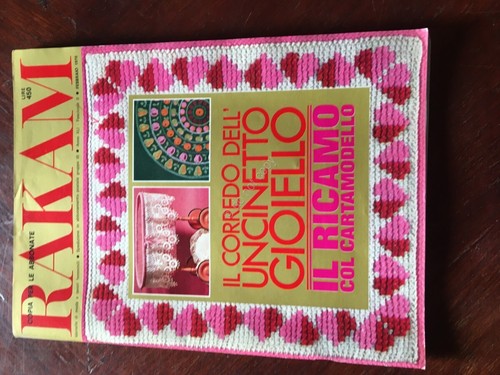 COPIA PER LE ABBONATE
LIRE
450
RAKAM
IL CORREDO DELL'
UNCINETTO
GIOIELLO
IL RICAMO
COL CARTAMODELLO